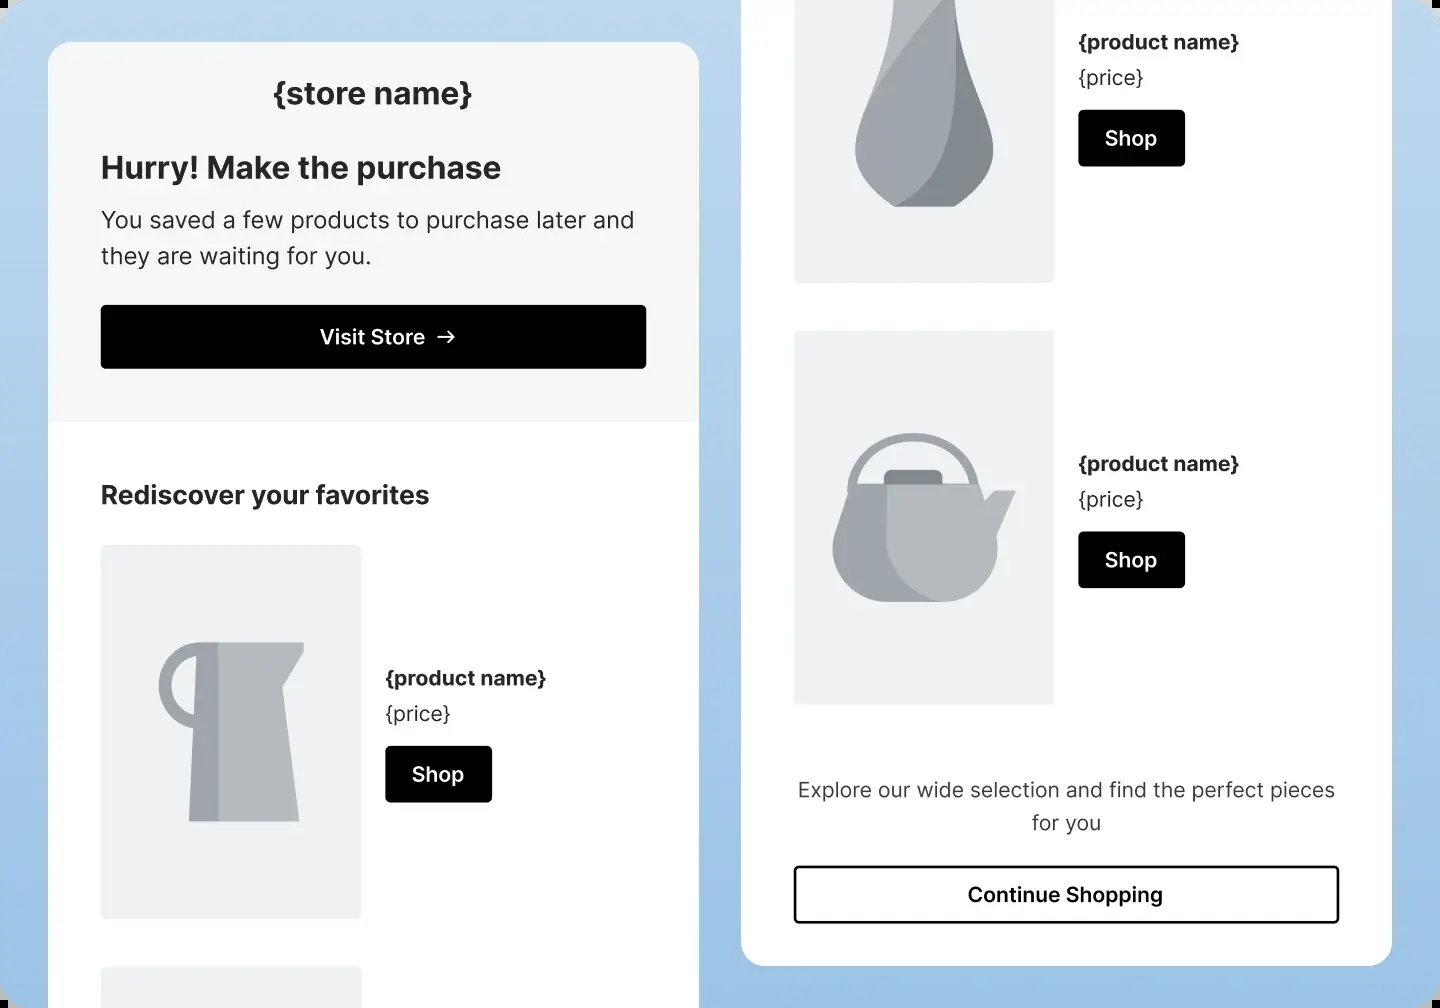 {store name}
Hurry! Make the purchase
You saved a few products to purchase later and
they are waiting for you.
Visit Store →
Rediscover your favorites
{product name}
{price}
Shop
{product name}
{price}
Shop
{product name}
{price}
Shop
Explore our wide selection and find the perfect pieces
for you
Continue Shopping